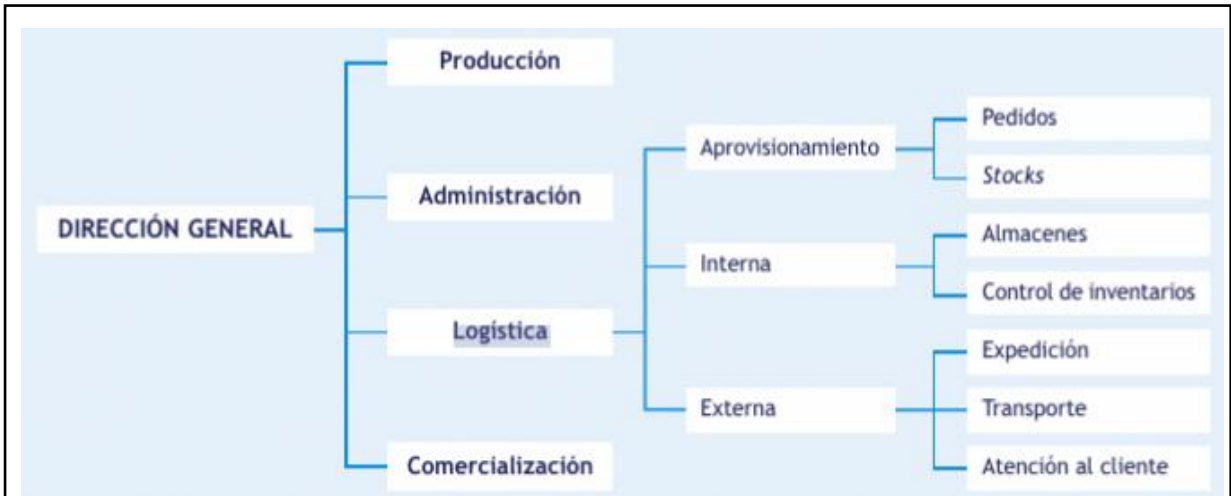 Producción
Pedidos
Aprovisionamiento
Stocks
Administración
DIRECCIÓN GENERAL
Almacenes
Interna
Control de inventarios
Logística
Expedición
Externa
Transporte
Comercialización
Atención al cliente